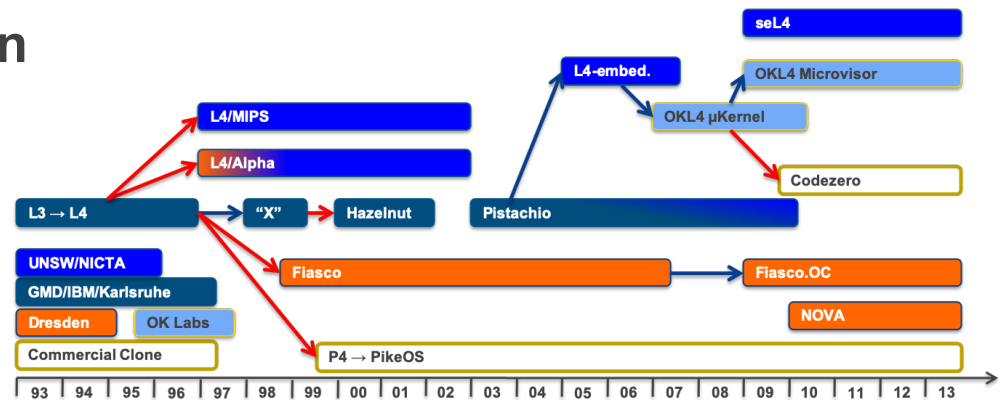 n
seL4
L4-embed.
OKL4 Microvisor
L4/MIPS
OKL4 µKernel
L4/Alpha
Codezero
L3 → L4
“X”
Hazelnut
Pistachio
UNSW/NICTA
Fiasco
Fiasco.OC
GMD/IBM/Karlsruhe
Dresden
OK Labs
NOVA
Commercial Clone
P4 → PikeOS
93 94 95 96 97 98 99 00 01 02 03 04 05 06 07 08 09 10 11 12 13